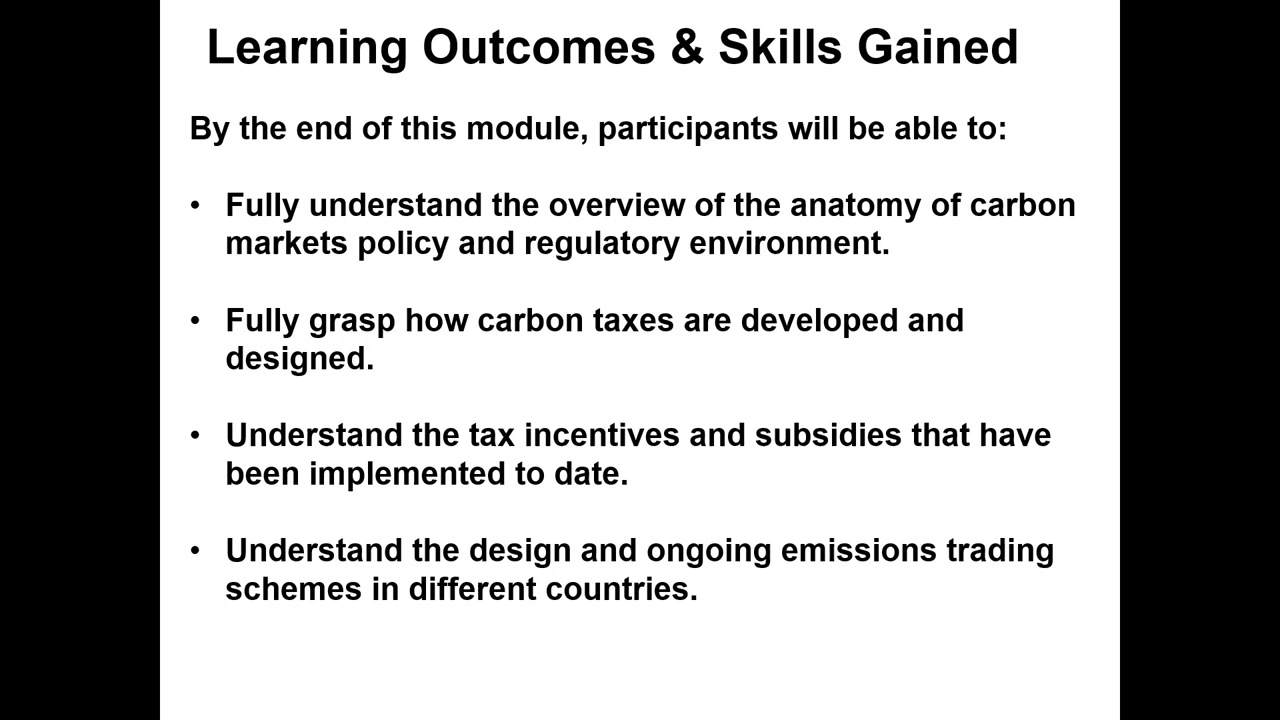 Learning Outcomes & Skills Gained
By the end of this module, participants will be able to:
• Fully understand the overview of the anatomy of carbon
markets policy and regulatory environment.
• Fully grasp how carbon taxes are developed and
designed.
• Understand the tax incentives and subsidies that have
been implemented to date.
• Understand the design and ongoing emissions trading
schemes in different countries.